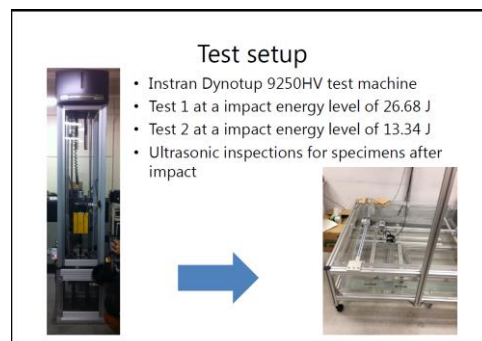 Test setup
• Instran Dynotup 9250HV test machine
• Test 1 at a impact energy level of 26.68 J
• Test 2 at a impact energy level of 13.34 J
• Ultrasonic inspections for specimens after
impact